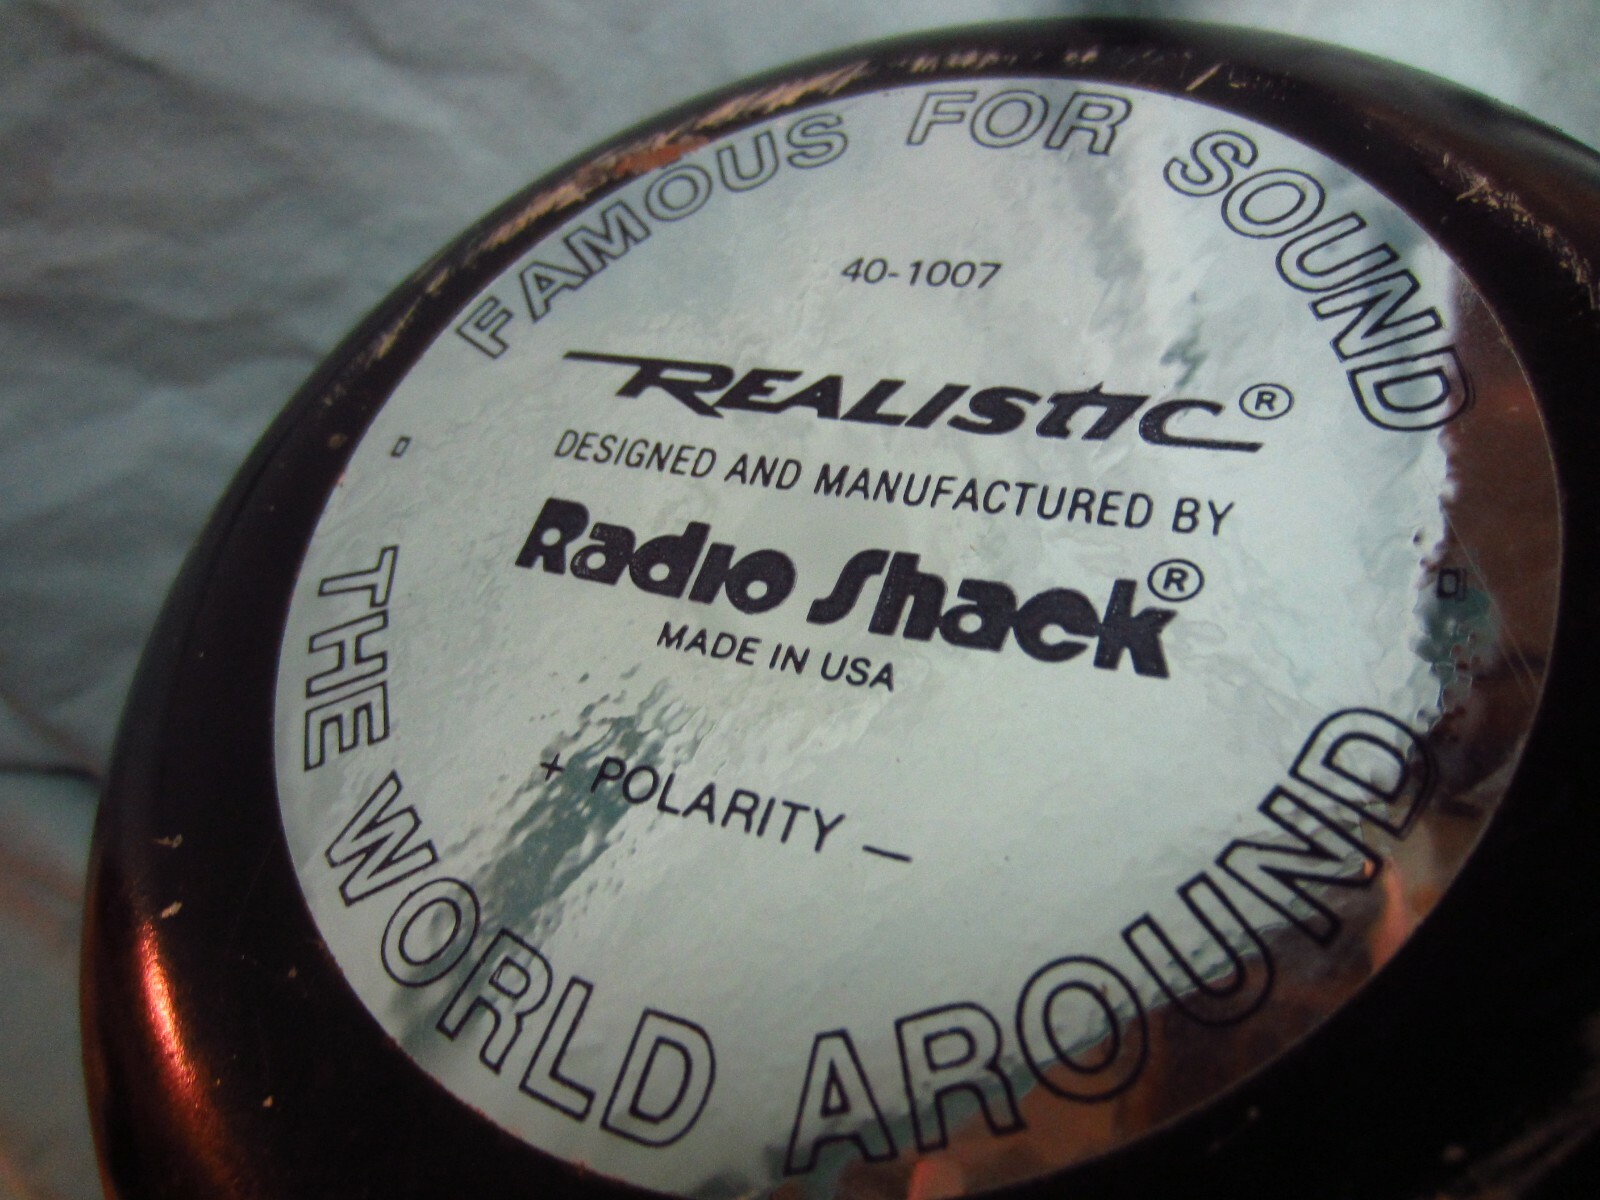 FAMOUS FOR SOUND
40-1007
REALISTIC®
DESIGNED AND MANUFACTURED BY
Radio Shack®
MADE IN USA
+ POLARITY −
THE WORLD AROUND